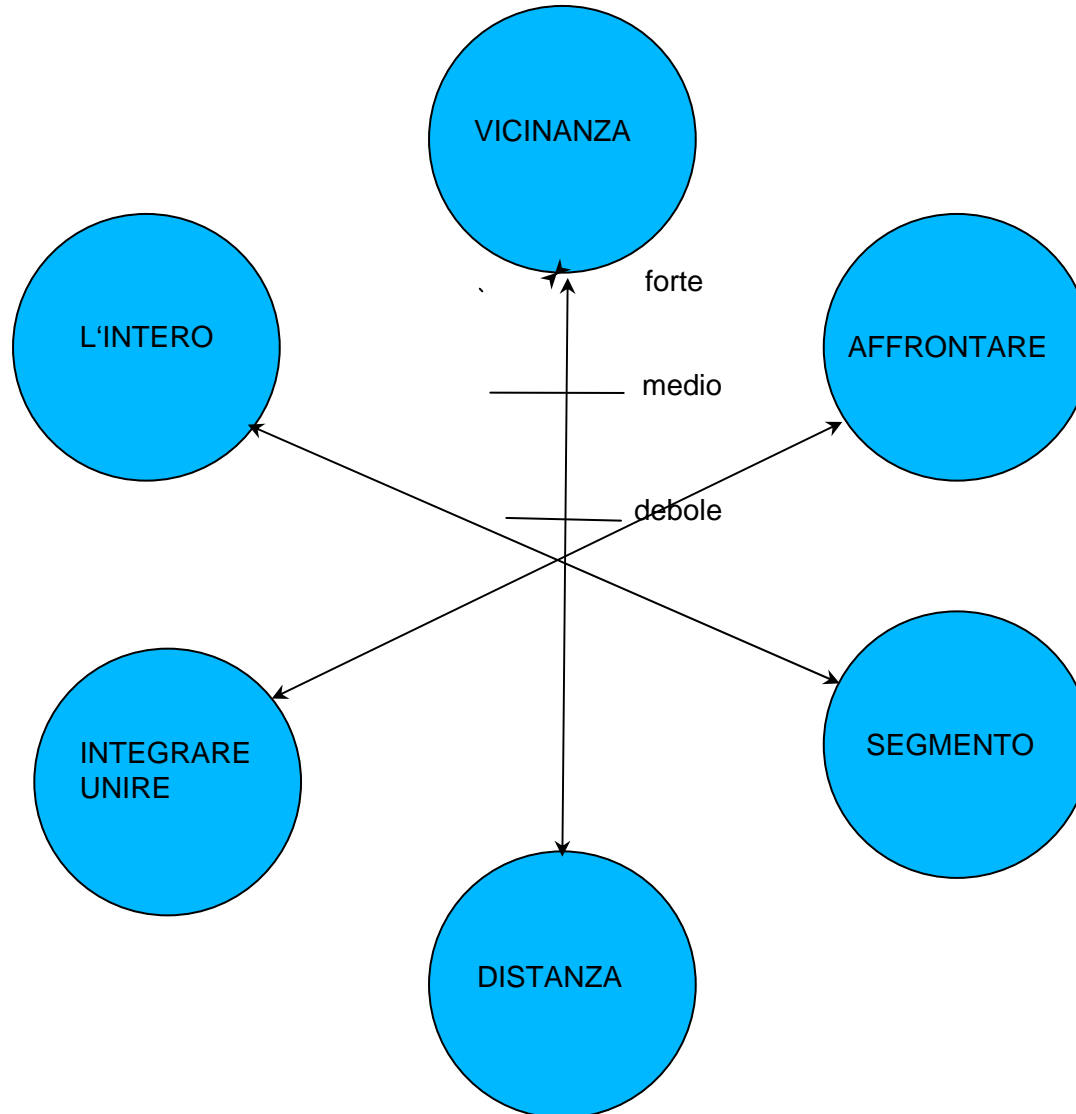 VICINANZA
forte
L‘INTERO
AFFRONTARE
medio
debole
INTEGRARE
UNIRE
SEGMENTO
DISTANZA